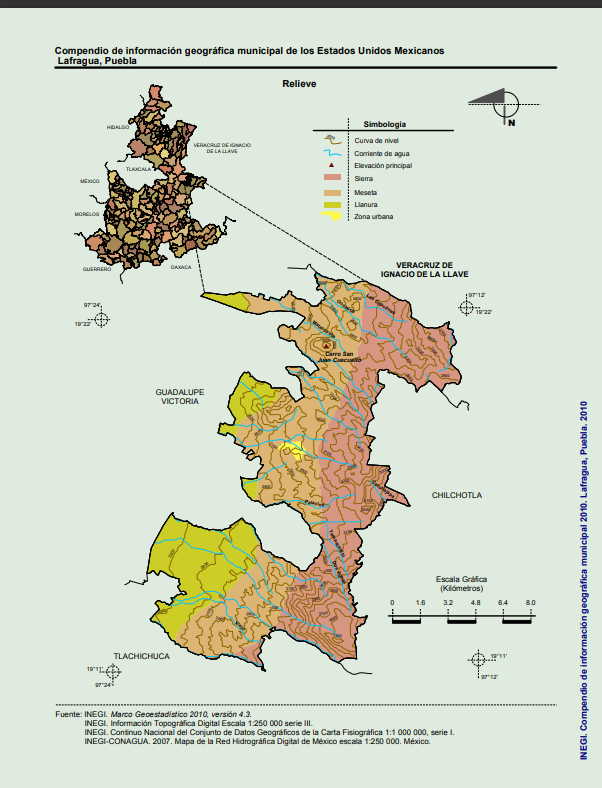 Compendio de información geográfica municipal de los Estados Unidos Mexicanos
Lafragua, Puebla
Relieve
N
HIDALGO
VERACRUZ DE IGNACIO
DE LA LLAVE
TLAXCALA
MÉXICO
MORELOS
GUERRERO
OAXACA
Simbología
Curva de nivel
Corriente de agua
Elevación principal
Sierra
Meseta
Llanura
Zona urbana
VERACRUZ DE
IGNACIO DE LA LLAVE
97°24'
19°22'
97°12'
19°22'
Cerro San
Juan Cuecuello
GUADALUPE
VICTORIA
CHILCHOTLA
Escala Gráfica
(Kilómetros)
0 1.6 3.2 4.8 6.4 8.0
TLACHICHUCA
19°11'
97°24'
19°11'
97°12'
Fuente: INEGI. Marco Geoestadístico 2010, versión 4.3.
INEGI. Información Topográfica Digital Escala 1:250 000 serie III.
INEGI. Continuo Nacional del Conjunto de Datos Geográficos de la Carta Fisiográfica 1:1 000 000, serie I.
INEGI-CONAGUA. 2007. Mapa de la Red Hidrográfica Digital de México escala 1:250 000. México.
INEGI. Compendio de información geográfica municipal 2010. Lafragua, Puebla. 2010